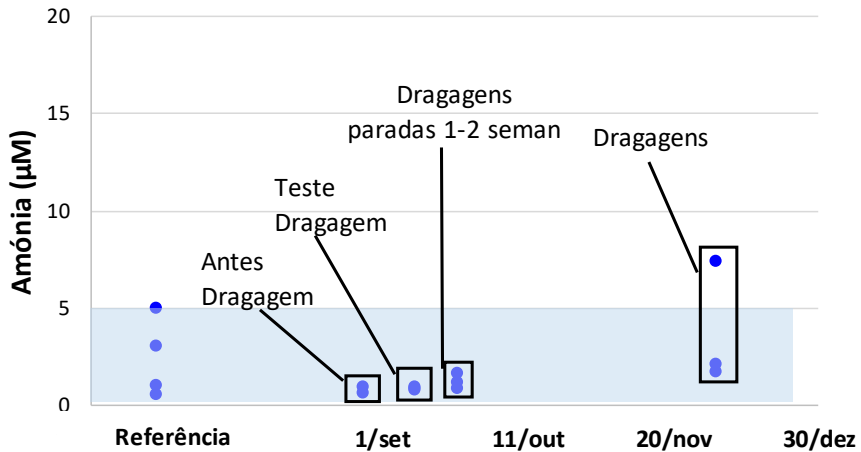 20
15
10
5
0
Amónia (µM)
Dragagens
paradas 1-2 seman
Dragagens
Teste
Dragagem
Antes
Dragagem
Referência
1/set
11/out
20/nov
30/dez